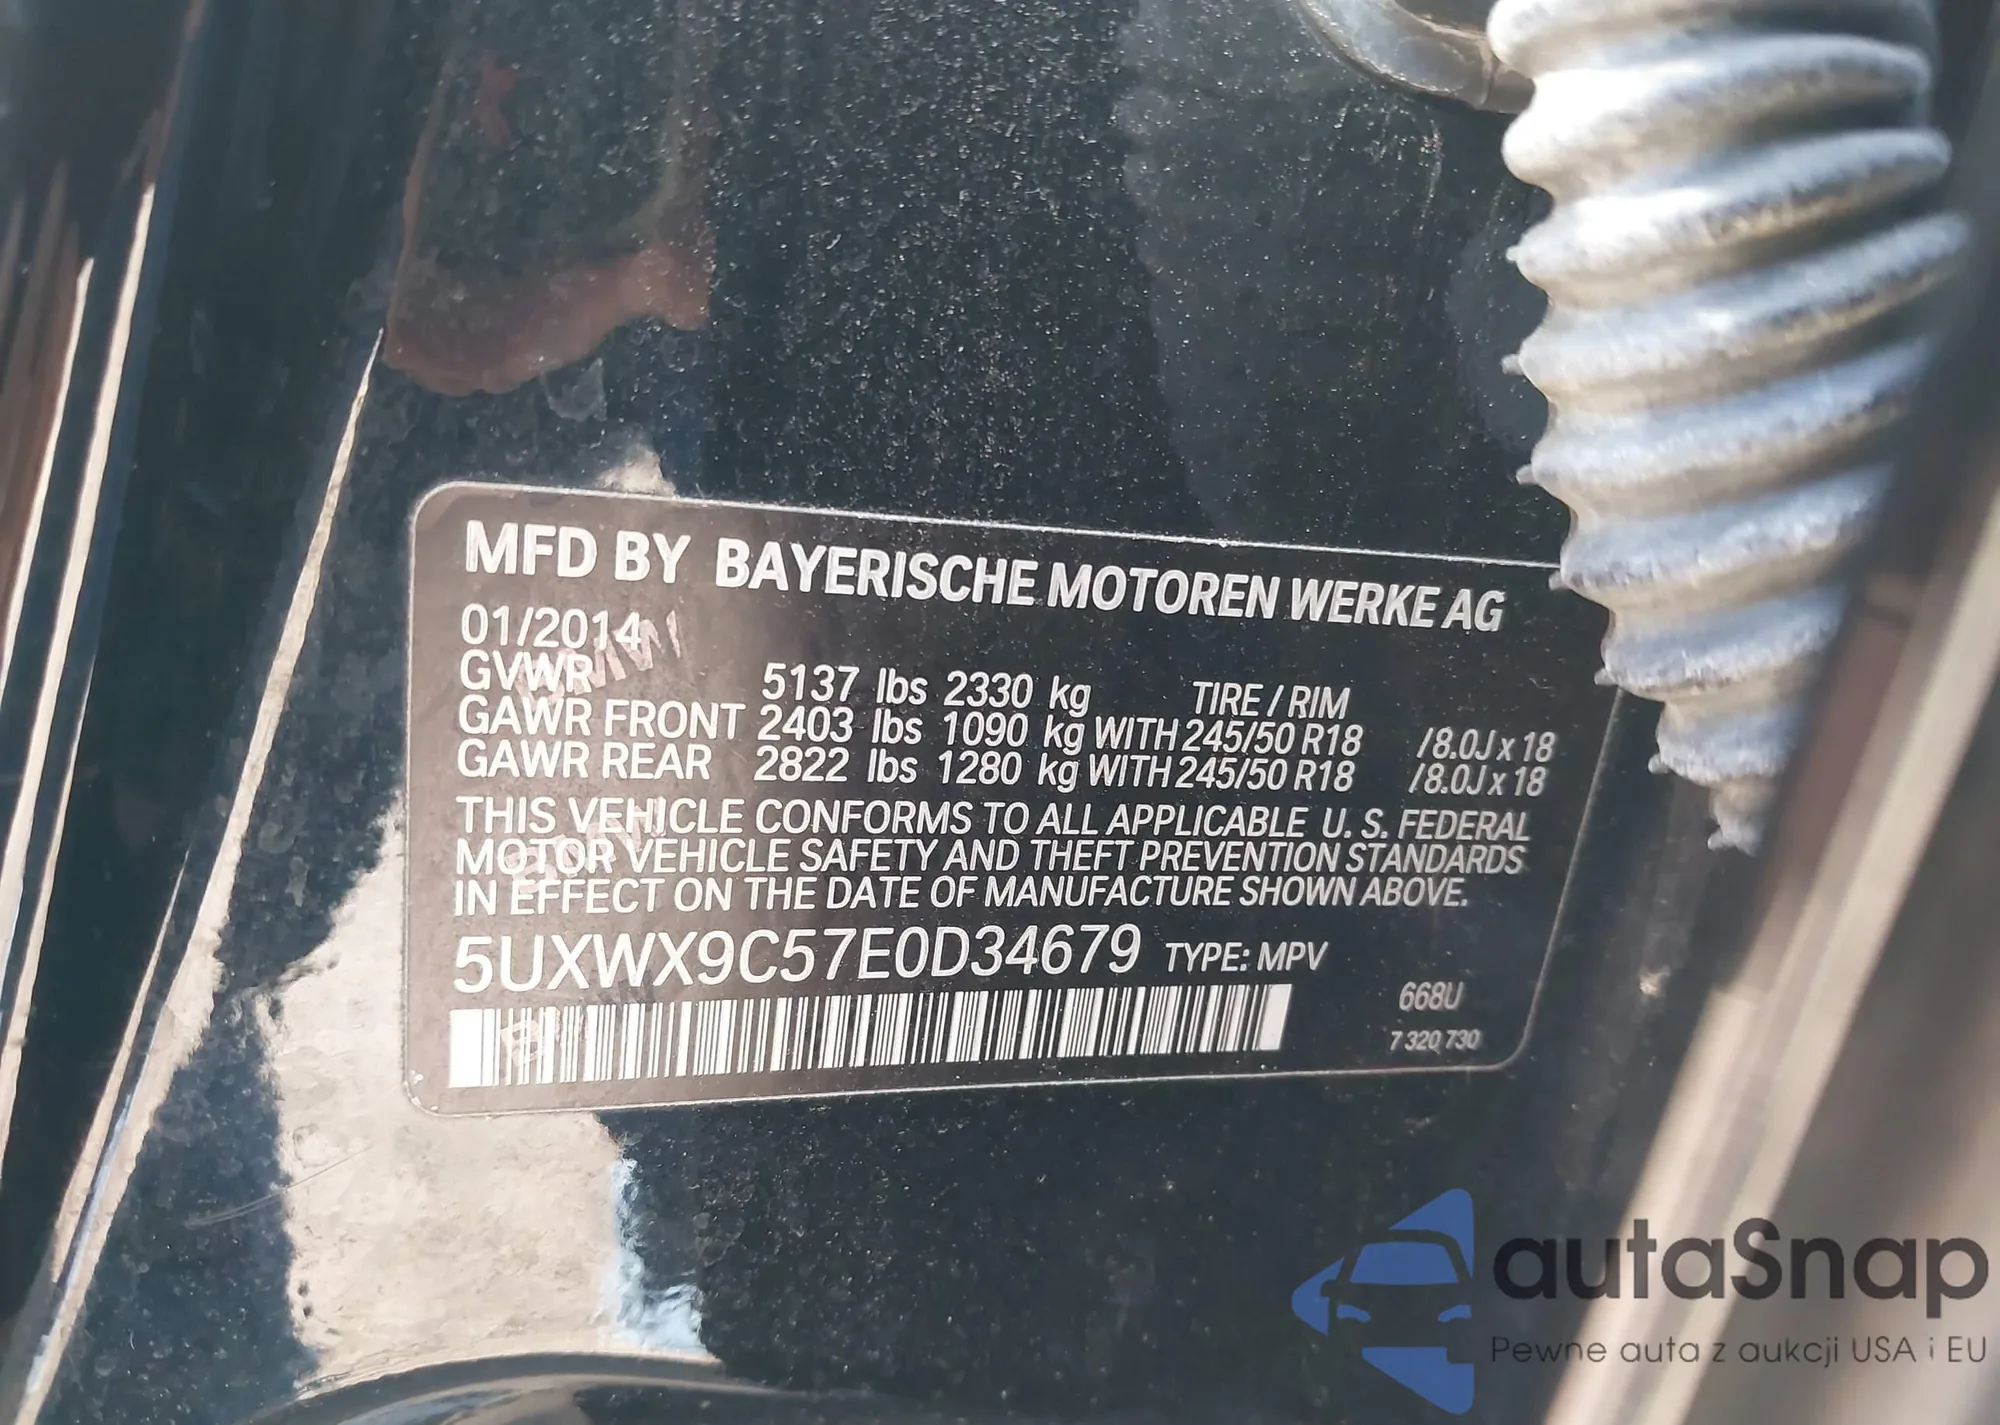 MFD BY BAYERISCHE MOTOREN WERKE AG
01/2014
GVWR 5137 lbs 2330 kg TIRE / RIM
GAWR FRONT 2403 lbs 1090 kg WITH 245/50 R18 /8.0J x 18
GAWR REAR 2822 lbs 1280 kg WITH 245/50 R18 /8.0J x 18
THIS VEHICLE CONFORMS TO ALL APPLICABLE U. S. FEDERAL
MOTOR VEHICLE SAFETY AND THEFT PREVENTION STANDARDS
IN EFFECT ON THE DATE OF MANUFACTURE SHOWN ABOVE.
5UXWX9C57E0D34679 TYPE: MPV
668U
7 320 730
autaSnap
Pewne auta z aukcji USA i EU